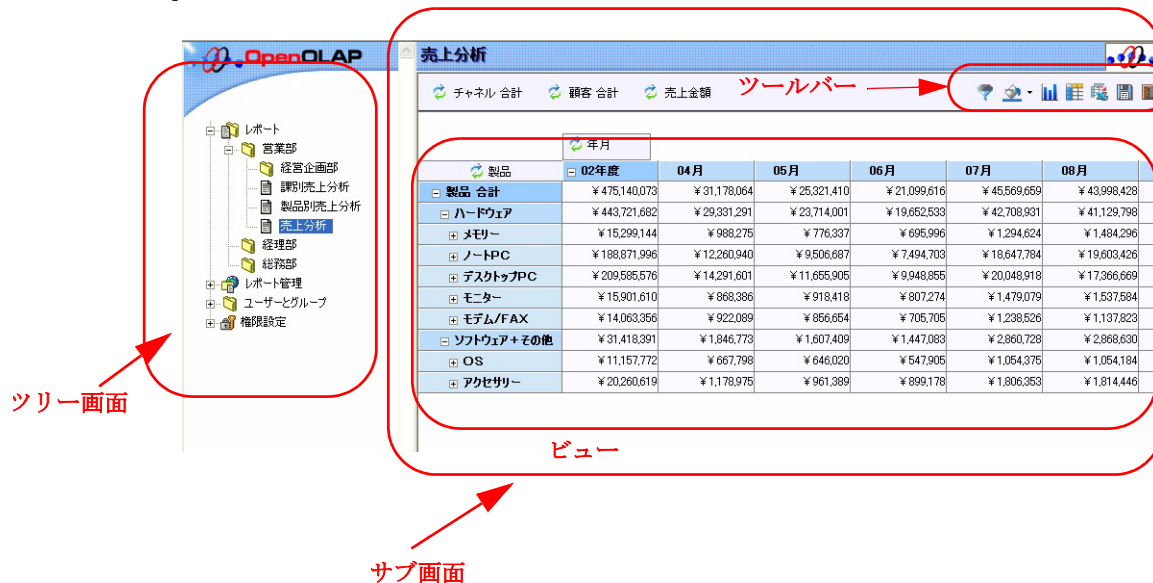 OpenOLAP
売上分析
チャネル 合計 顧客 合計 売上金額 ツールバー
レポート
営業部
経営企画部
課別売上分析
製品別売上分析
売上分析
経理部
総務部
レポート管理
ユーザーとグループ
権限設定
年月
製品 02年度 04月 05月 06月 07月 08月
製品 合計 ¥475,140,073 ¥31,178,064 ¥25,321,410 ¥21,099,616 ¥45,569,659 ¥43,998,428
ハードウェア ¥443,721,682 ¥29,331,291 ¥23,714,001 ¥19,652,533 ¥42,708,931 ¥41,129,798
メモリー ¥15,299,144 ¥988,275 ¥776,337 ¥695,996 ¥1,294,624 ¥1,484,296
ノートPC ¥188,871,996 ¥12,260,940 ¥9,506,687 ¥7,494,703 ¥18,647,784 ¥19,603,426
デスクトップPC ¥209,585,576 ¥14,291,601 ¥11,655,905 ¥9,948,855 ¥20,048,918 ¥17,366,669
モニター ¥15,901,610 ¥868,386 ¥918,418 ¥807,274 ¥1,479,079 ¥1,537,584
モデム/FAX ¥14,063,356 ¥922,089 ¥856,654 ¥705,705 ¥1,238,526 ¥1,137,823
ソフトウェア+その他 ¥31,418,391 ¥1,846,773 ¥1,607,409 ¥1,447,083 ¥2,860,728 ¥2,868,630
OS ¥11,157,772 ¥667,798 ¥646,020 ¥547,905 ¥1,054,375 ¥1,054,184
アクセサリー ¥20,260,619 ¥1,178,975 ¥961,389 ¥899,178 ¥1,806,353 ¥1,814,446
ツリー画面
ビュー
サブ画面